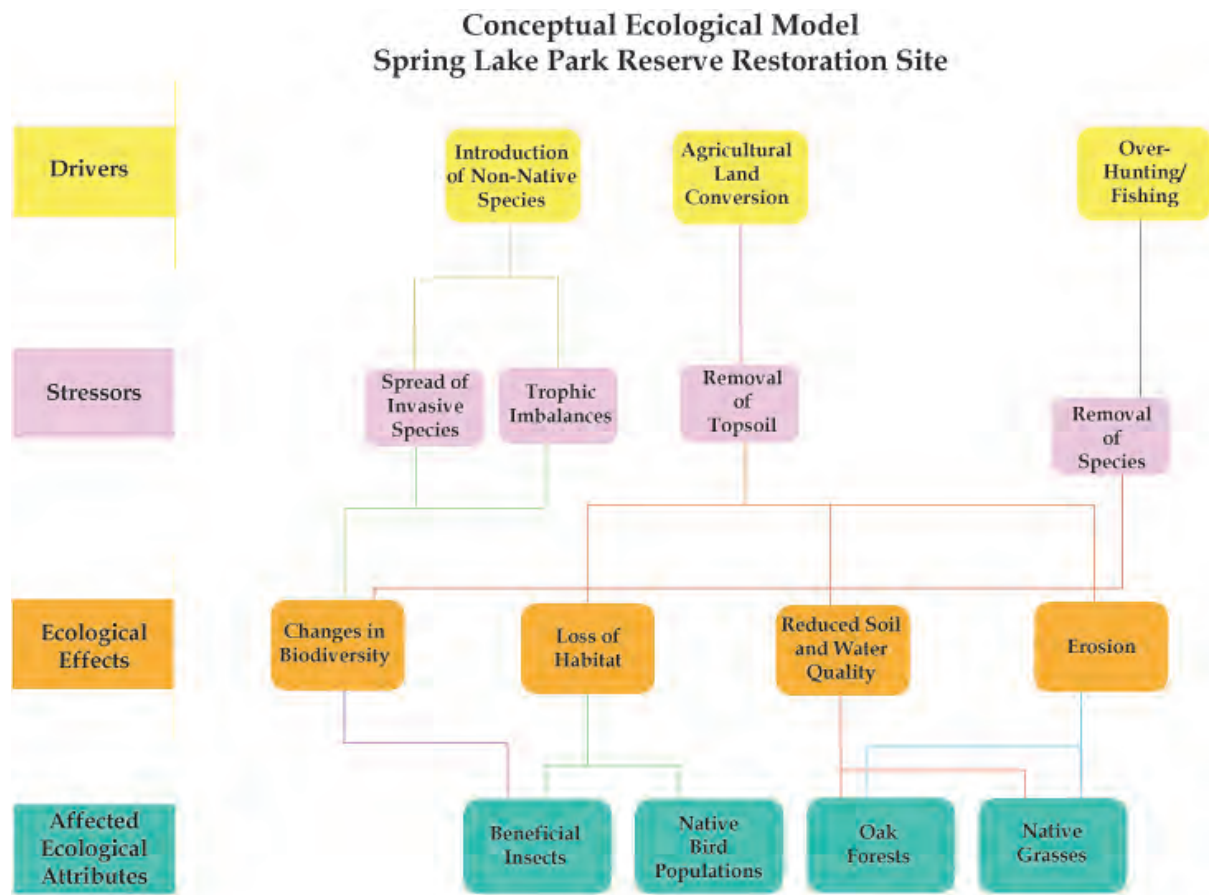 Conceptual Ecological Model
Spring Lake Park Reserve Restoration Site
Drivers
Introduction
of Non-Native
Species
Agricultural
Land
Conversion
Over-
Hunting/
Fishing
Stressors
Spread of
Invasive
Species
Trophic
Imbalances
Removal
of
Topsoil
Removal
of
Species
Ecological
Effects
Changes in
Biodiversity
Loss of
Habitat
Reduced Soil
and Water
Quality
Erosion
Affected
Ecological
Attributes
Beneficial
Insects
Native
Bird
Populations
Oak
Forests
Native
Grasses